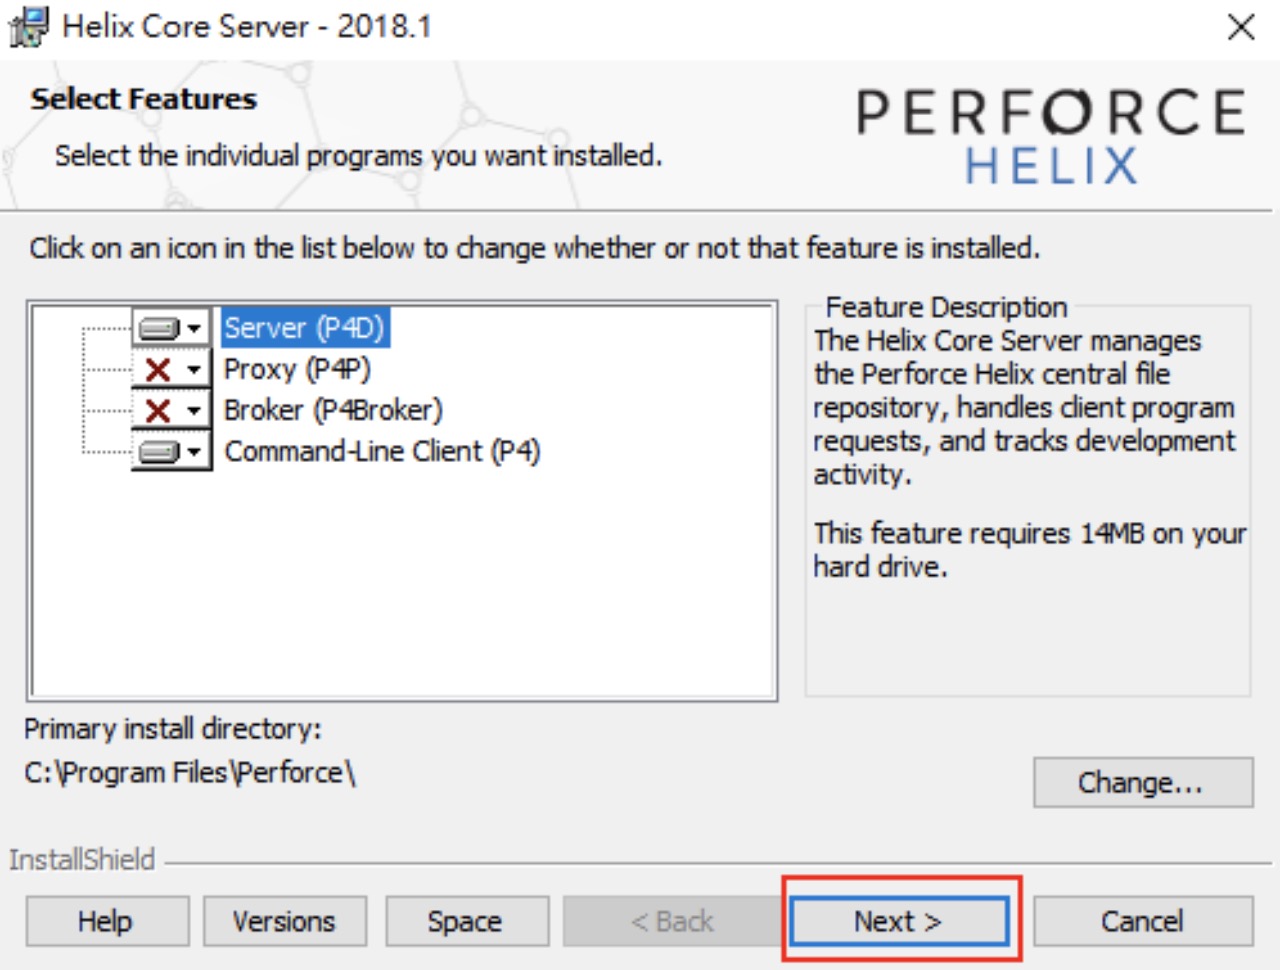 Helix Core Server - 2018.1
Select Features
Select the individual programs you want installed.
PERFORCE
HELIX
Click on an icon in the list below to change whether or not that feature is installed.
Server (P4D)
Proxy (P4P)
Broker (P4Broker)
Command-Line Client (P4)
Feature Description
The Helix Core Server manages
the Perforce Helix central file
repository, handles client program
requests, and tracks development
activity.
This feature requires 14MB on your
hard drive.
Primary install directory:
C:\Program Files\Perforce\
Change...
InstallShield
Help
Versions
Space
< Back
Next >
Cancel